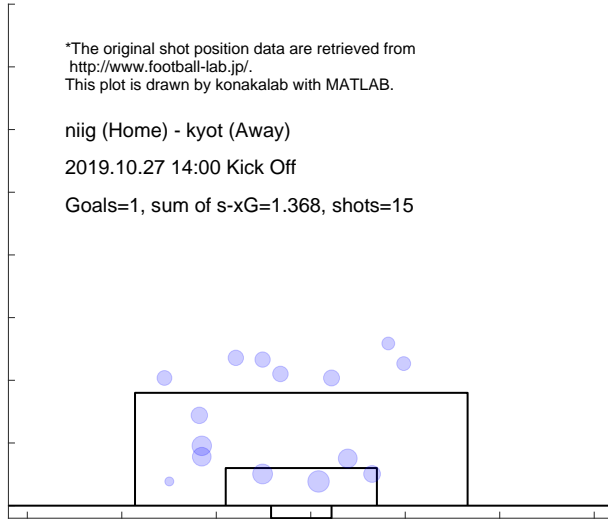 *The original shot position data are retrieved from
http://www.football-lab.jp/.
This plot is drawn by konakalab with MATLAB.
niig (Home) - kyot (Away)
2019.10.27 14:00 Kick Off
Goals=1, sum of s-xG=1.368, shots=15